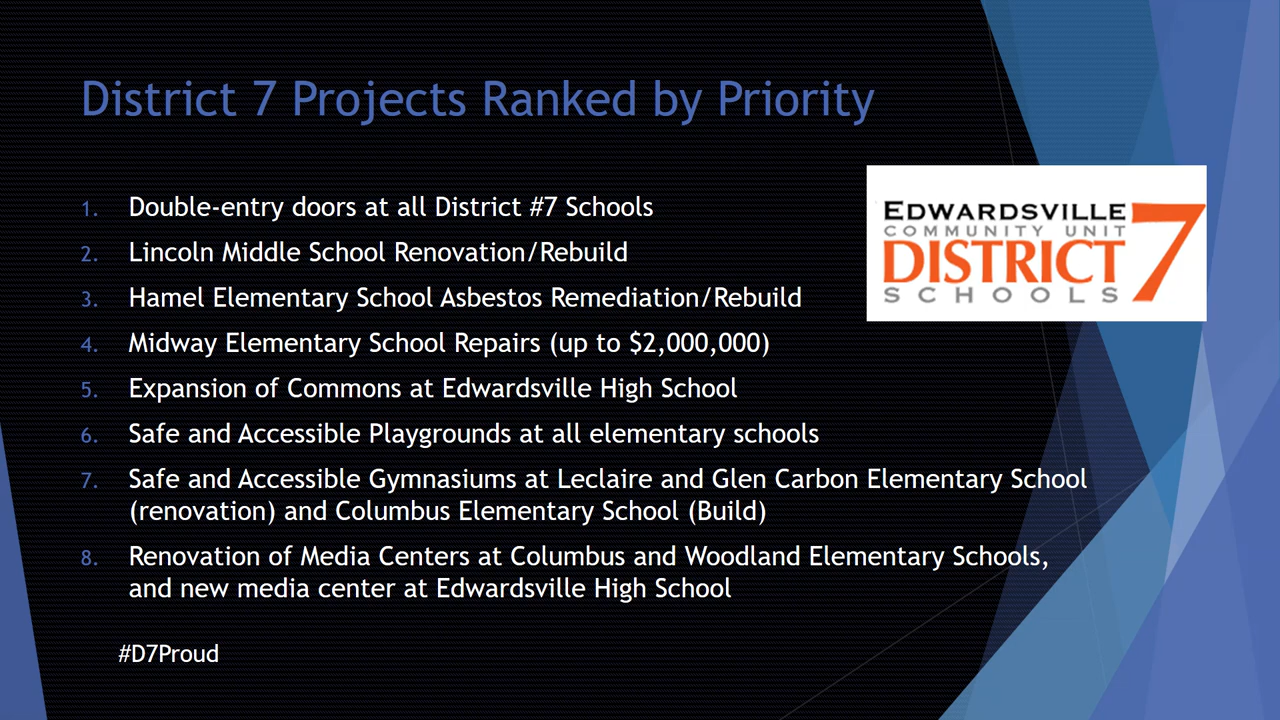 District 7 Projects Ranked by Priority
1. Double-entry doors at all District #7 Schools
2. Lincoln Middle School Renovation/Rebuild
3. Hamel Elementary School Asbestos Remediation/Rebuild
4. Midway Elementary School Repairs (up to $2,000,000)
5. Expansion of Commons at Edwardsville High School
6. Safe and Accessible Playgrounds at all elementary schools
7. Safe and Accessible Gymnasiums at Leclaire and Glen Carbon Elementary School
(renovation) and Columbus Elementary School (Build)
8. Renovation of Media Centers at Columbus and Woodland Elementary Schools,
and new media center at Edwardsville High School
#D7Proud
EDWARDSVILLE
COMMUNITY UNIT
DISTRICT 7
SCHOOLS